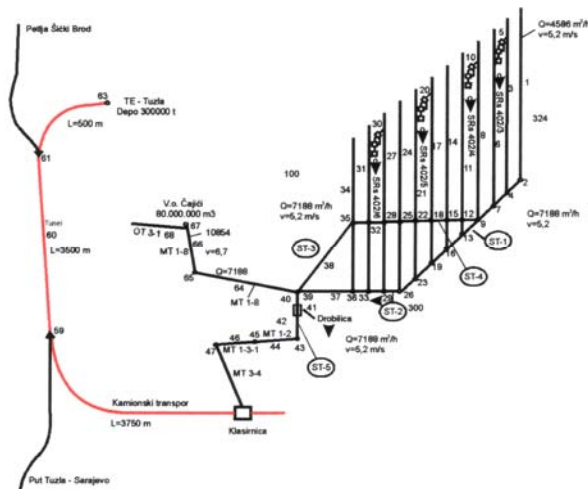 Petlja Šićki Brod
63
TE - Tuzla
Depo 300000 t
L=500 m
61
Tunel
60
L=3500 m
59
Kamionski transpor
L=3750 m
Put Tuzla - Sarajevo
100
V.o. Čajići
80.000.000 m3
67
10854
OT 3-1
68
66
v=6,7
MT 1-8
65
Q=7188
64
MT 1-8
40
39
41
Drobilica
42
Q=7188 m³/h
v=5,2 m/s
46
45
MT 1-2
47
MT 1-3-1
44
43
ST-5
MT 3-4
Klasirnica
Q=7188 m³/h
v=5,2 m/s
ST-3
38
37
36
33
29
26
300
ST-2
35
32
28
25
22
18
15
12
9
34
31
30
SRs 402/6
27
24
20
SRs 402/5
21
17
14
10
SRs 402/4
11
8
5
SRs 402/3
6
3
1
324
Q=4586 m³/h
v=5,2 m/s
2
4
7
Q=7188 m³/h
v=5,2
13
16
19
23
ST-1
ST-4